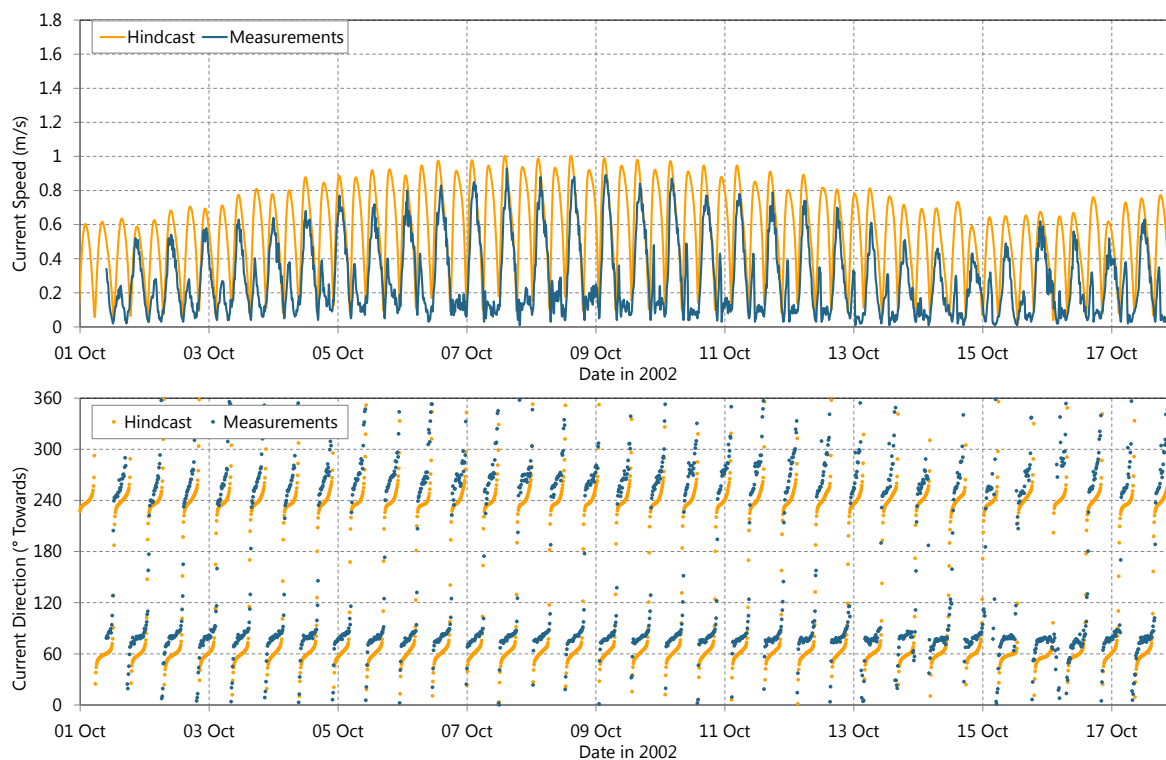 1.8
1.6
1.4
1.2
1
0.8
0.6
0.4
0.2
0
Current Speed (m/s)
Hindcast Measurements
01 Oct 03 Oct 05 Oct 07 Oct 09 Oct 11 Oct 13 Oct 15 Oct 17 Oct
Date in 2002
360
300
240
180
120
60
0
Current Direction (° Towards)
Hindcast Measurements
01 Oct 03 Oct 05 Oct 07 Oct 09 Oct 11 Oct 13 Oct 15 Oct 17 Oct
Date in 2002